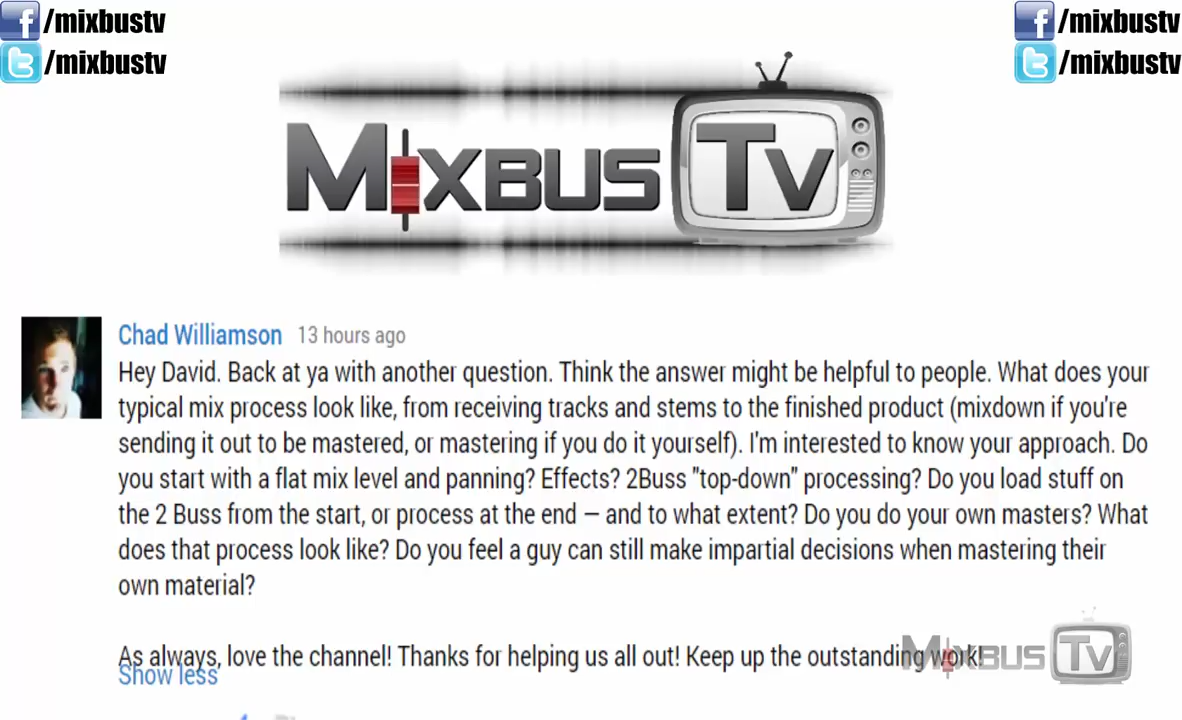 /mixbustv
/mixbustv
/mixbustv
/mixbustv
MIXBUS TV
Chad Williamson 13 hours ago
Hey David. Back at ya with another question. Think the answer might be helpful to people. What does your
typical mix process look like, from receiving tracks and stems to the finished product (mixdown if you're
sending it out to be mastered, or mastering if you do it yourself). I'm interested to know your approach. Do
you start with a flat mix level and panning? Effects? 2Buss "top-down" processing? Do you load stuff on
the 2 Buss from the start, or process at the end — and to what extent? Do you do your own masters? What
does that process look like? Do you feel a guy can still make impartial decisions when mastering their
own material?
As always, love the channel! Thanks for helping us all out! Keep up the outstanding work!
Show less
MIXBUS TV